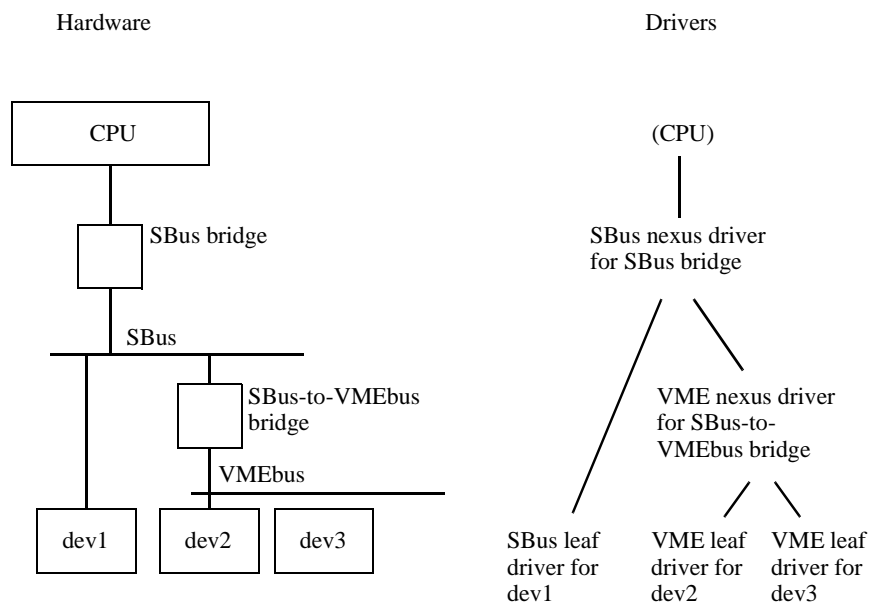 Hardware
Drivers
CPU
(CPU)
SBus bridge
SBus nexus driver
for SBus bridge
SBus
SBus-to-VMEbus
bridge
VME nexus driver
for SBus-to-
VMEbus bridge
VMEbus
dev1
dev2
dev3
SBus leaf
driver for
dev1
VME leaf
driver for
dev2
VME leaf
driver for
dev3